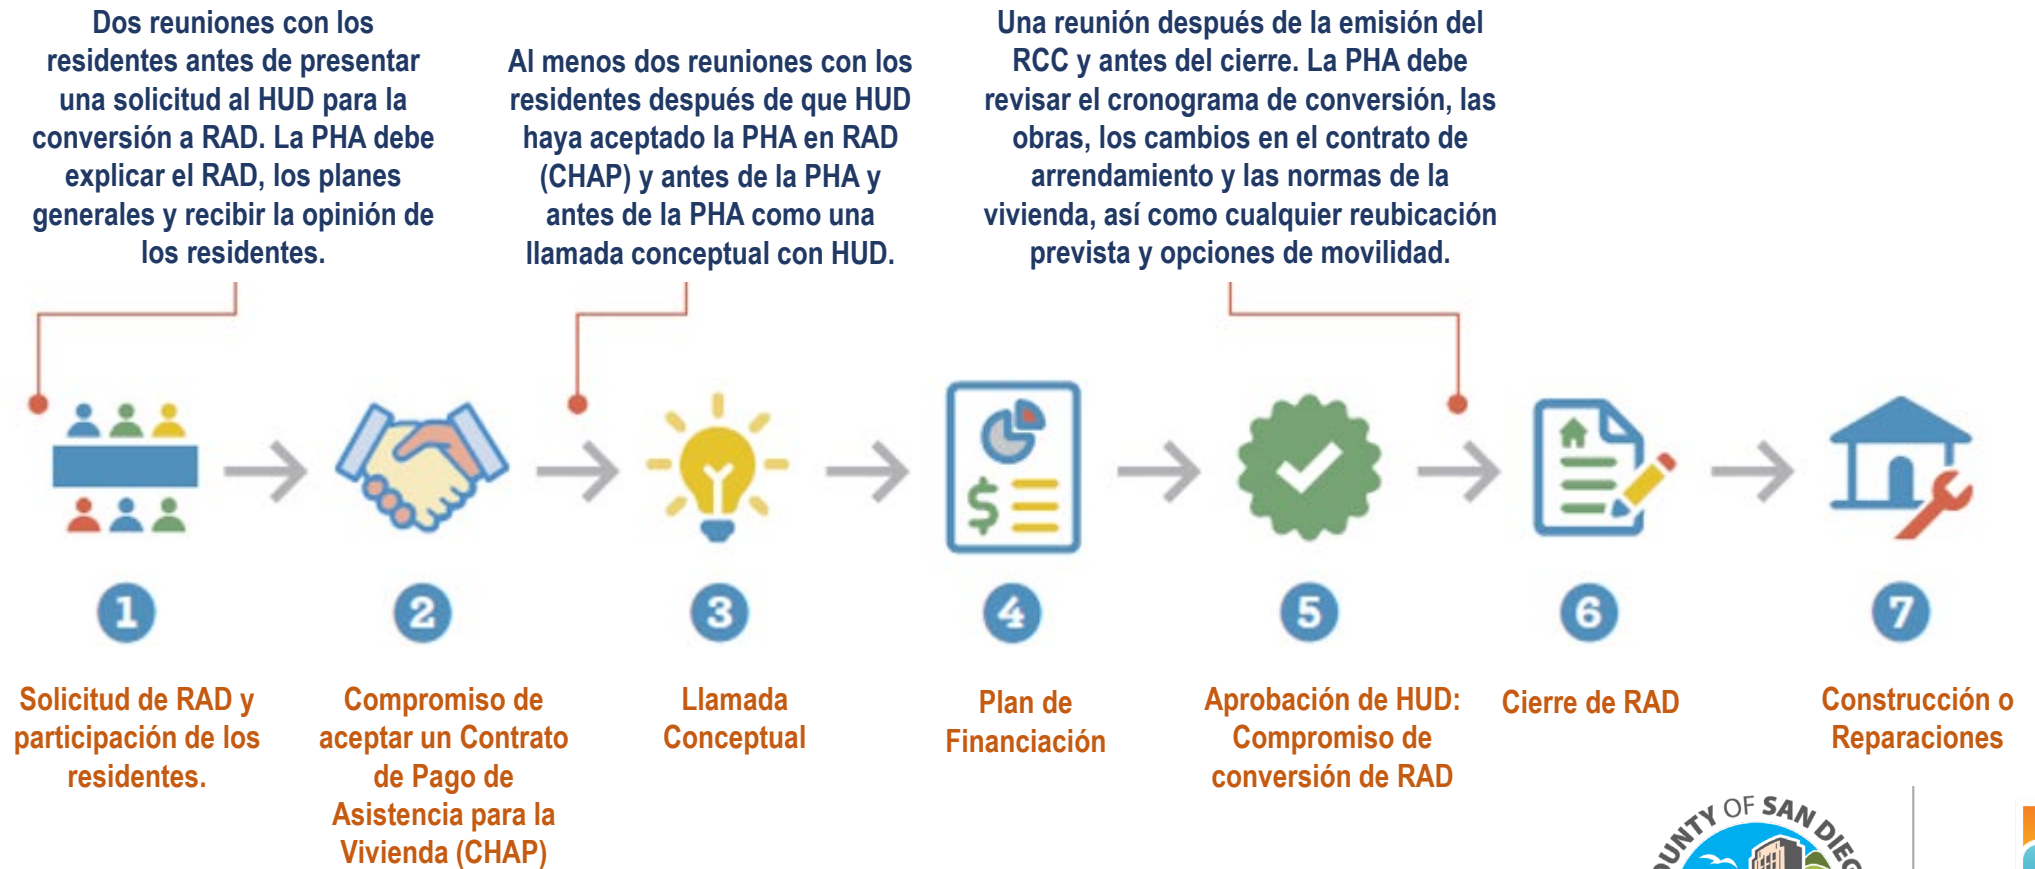 Dos reuniones con los
residentes antes de presentar
una solicitud al HUD para la
conversión a RAD. La PHA debe
explicar el RAD, los planes
generales y recibir la opinión de
los residentes.
Al menos dos reuniones con los
residentes después de que HUD
haya aceptado la PHA en RAD
(CHAP) y antes de la PHA y
antes de la PHA como una
llamada conceptual con HUD.
Una reunión después de la emisión del
RCC y antes del cierre. La PHA debe
revisar el cronograma de conversión, las
obras, los cambios en el contrato de
arrendamiento y las normas de la
vivienda, así como cualquier reubicación
prevista y opciones de movilidad.
$
1
2
3
4
5
6
7
Solicitud de RAD y
participación de los
residentes.
Compromiso de
aceptar un Contrato
de Pago de
Asistencia para la
Vivienda (CHAP)
Llamada
Conceptual
Plan de
Financiación
Aprobación de HUD:
Compromiso de
conversión de RAD
Cierre de RAD
Construcción o
Reparaciones
OF SAN